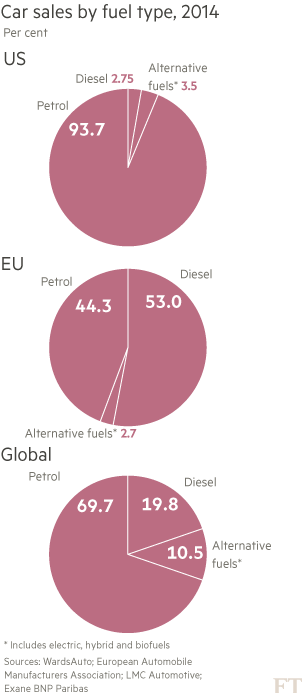 Car sales by fuel type, 2014
Per cent
US
Diesel 2.75
Alternative
fuels* 3.5
Petrol
93.7
EU
Petrol
Diesel
44.3
53.0
Alternative fuels* 2.7
Global
Petrol
Diesel
69.7
19.8
10.5
Alternative
fuels*
* Includes electric, hybrid and biofuels
Sources: WardsAuto; European Automobile
Manufacturers Association; LMC Automotive;
Exane BNP Paribas
FT